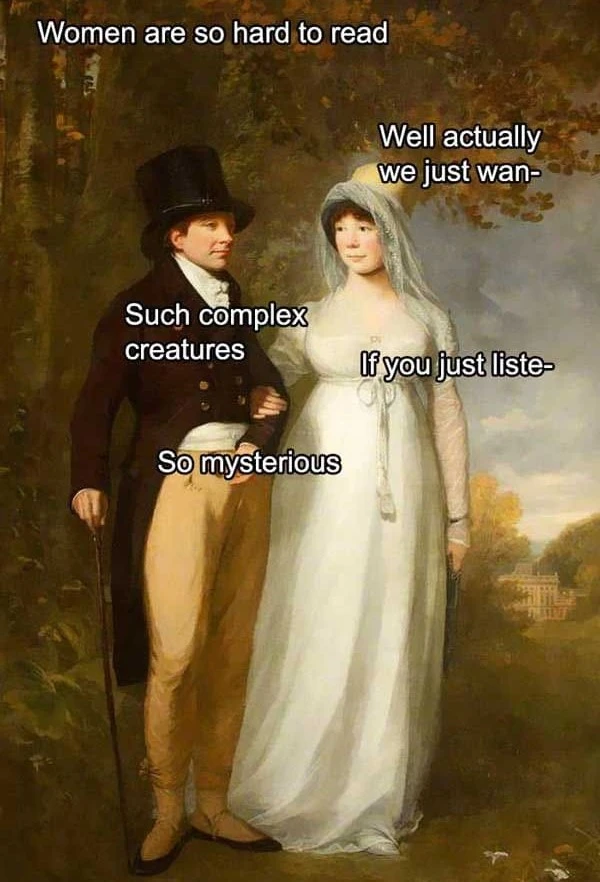 Women are so hard to read
Well actually
we just wan-
Such complex
creatures
If you just liste-
So mysterious